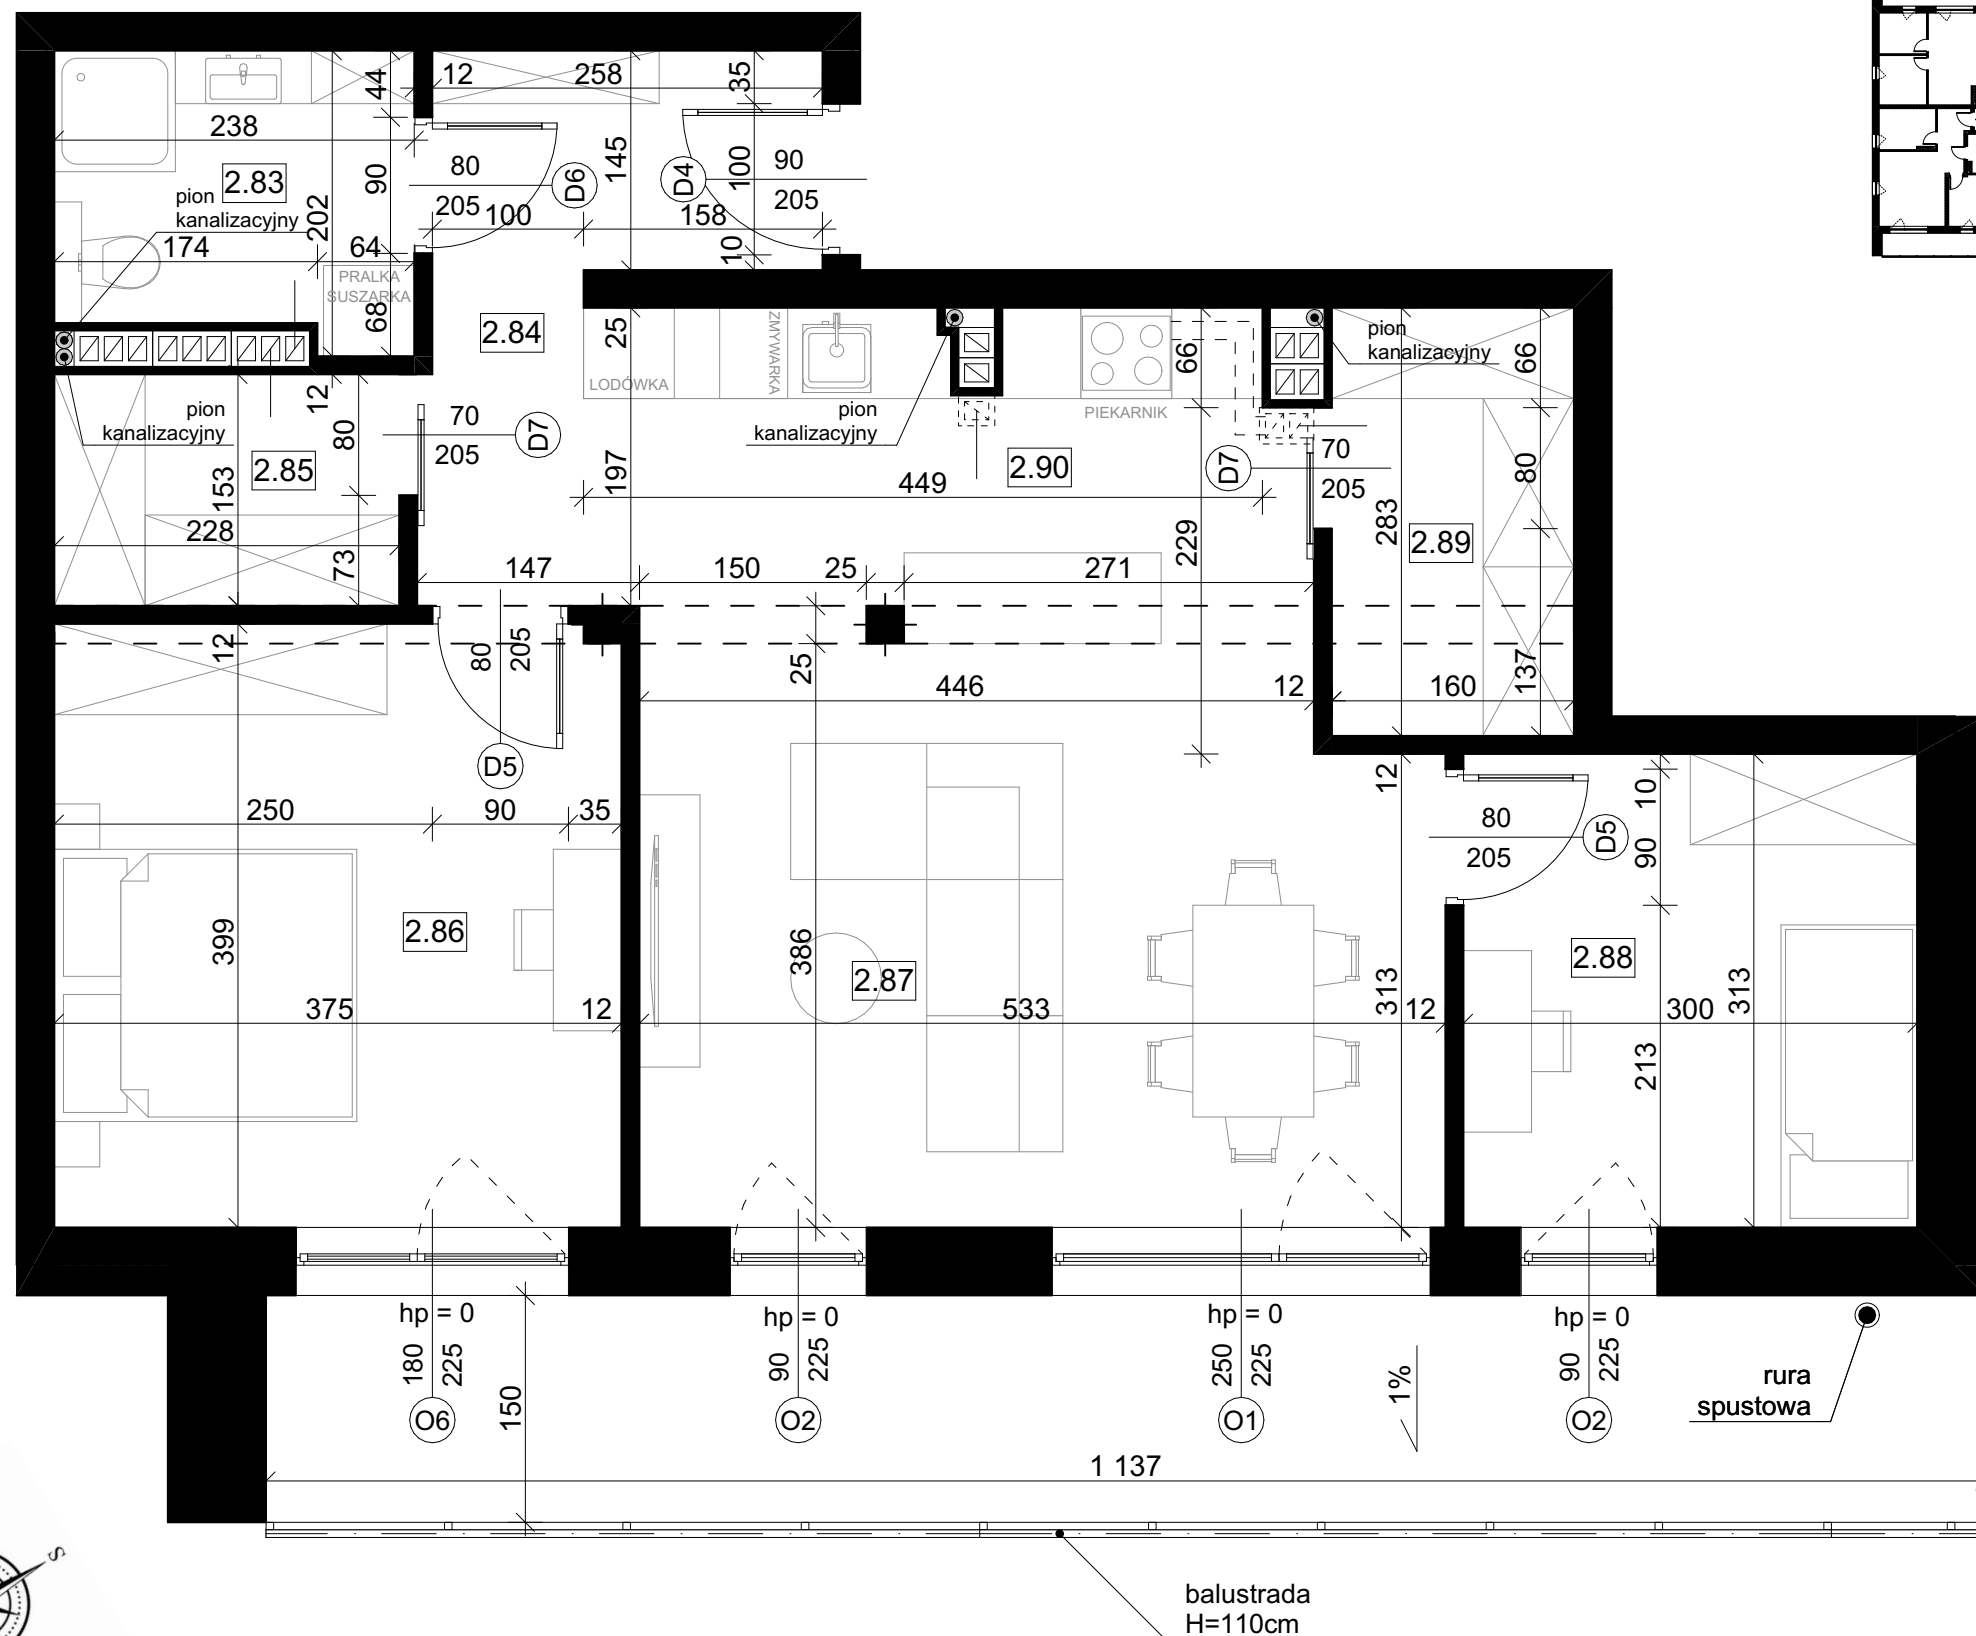 44
12
258
35
238
90
80
205
D6
145
D4
100
90
205
2.83
pion
kanalizacyjny
202
100
158
10
174
64
PRALKA
SUSZARKA
68
2.84
25
LODÓWKA
ZMYWARKA
66
PIEKARNIK
pion
kanalizacyjny
66
12
80
70
205
D7
pion
kanalizacyjny
pion
kanalizacyjny
2.85
153
228
73
197
449
2.90
D7
70
205
80
283
2.89
229
147
150
25
271
12
80
205
25
446
12
160
137
D5
250
90
35
12
10
80
205
D5
90
399
2.86
386
2.87
313
2.88
313
375
12
533
12
300
213
hp = 0
hp = 0
hp = 0
hp = 0
180
225
90
225
250
225
90
225
O6
O2
O1
O2
150
1%
rura
spustowa
1 137
balustrada
H=110cm
S